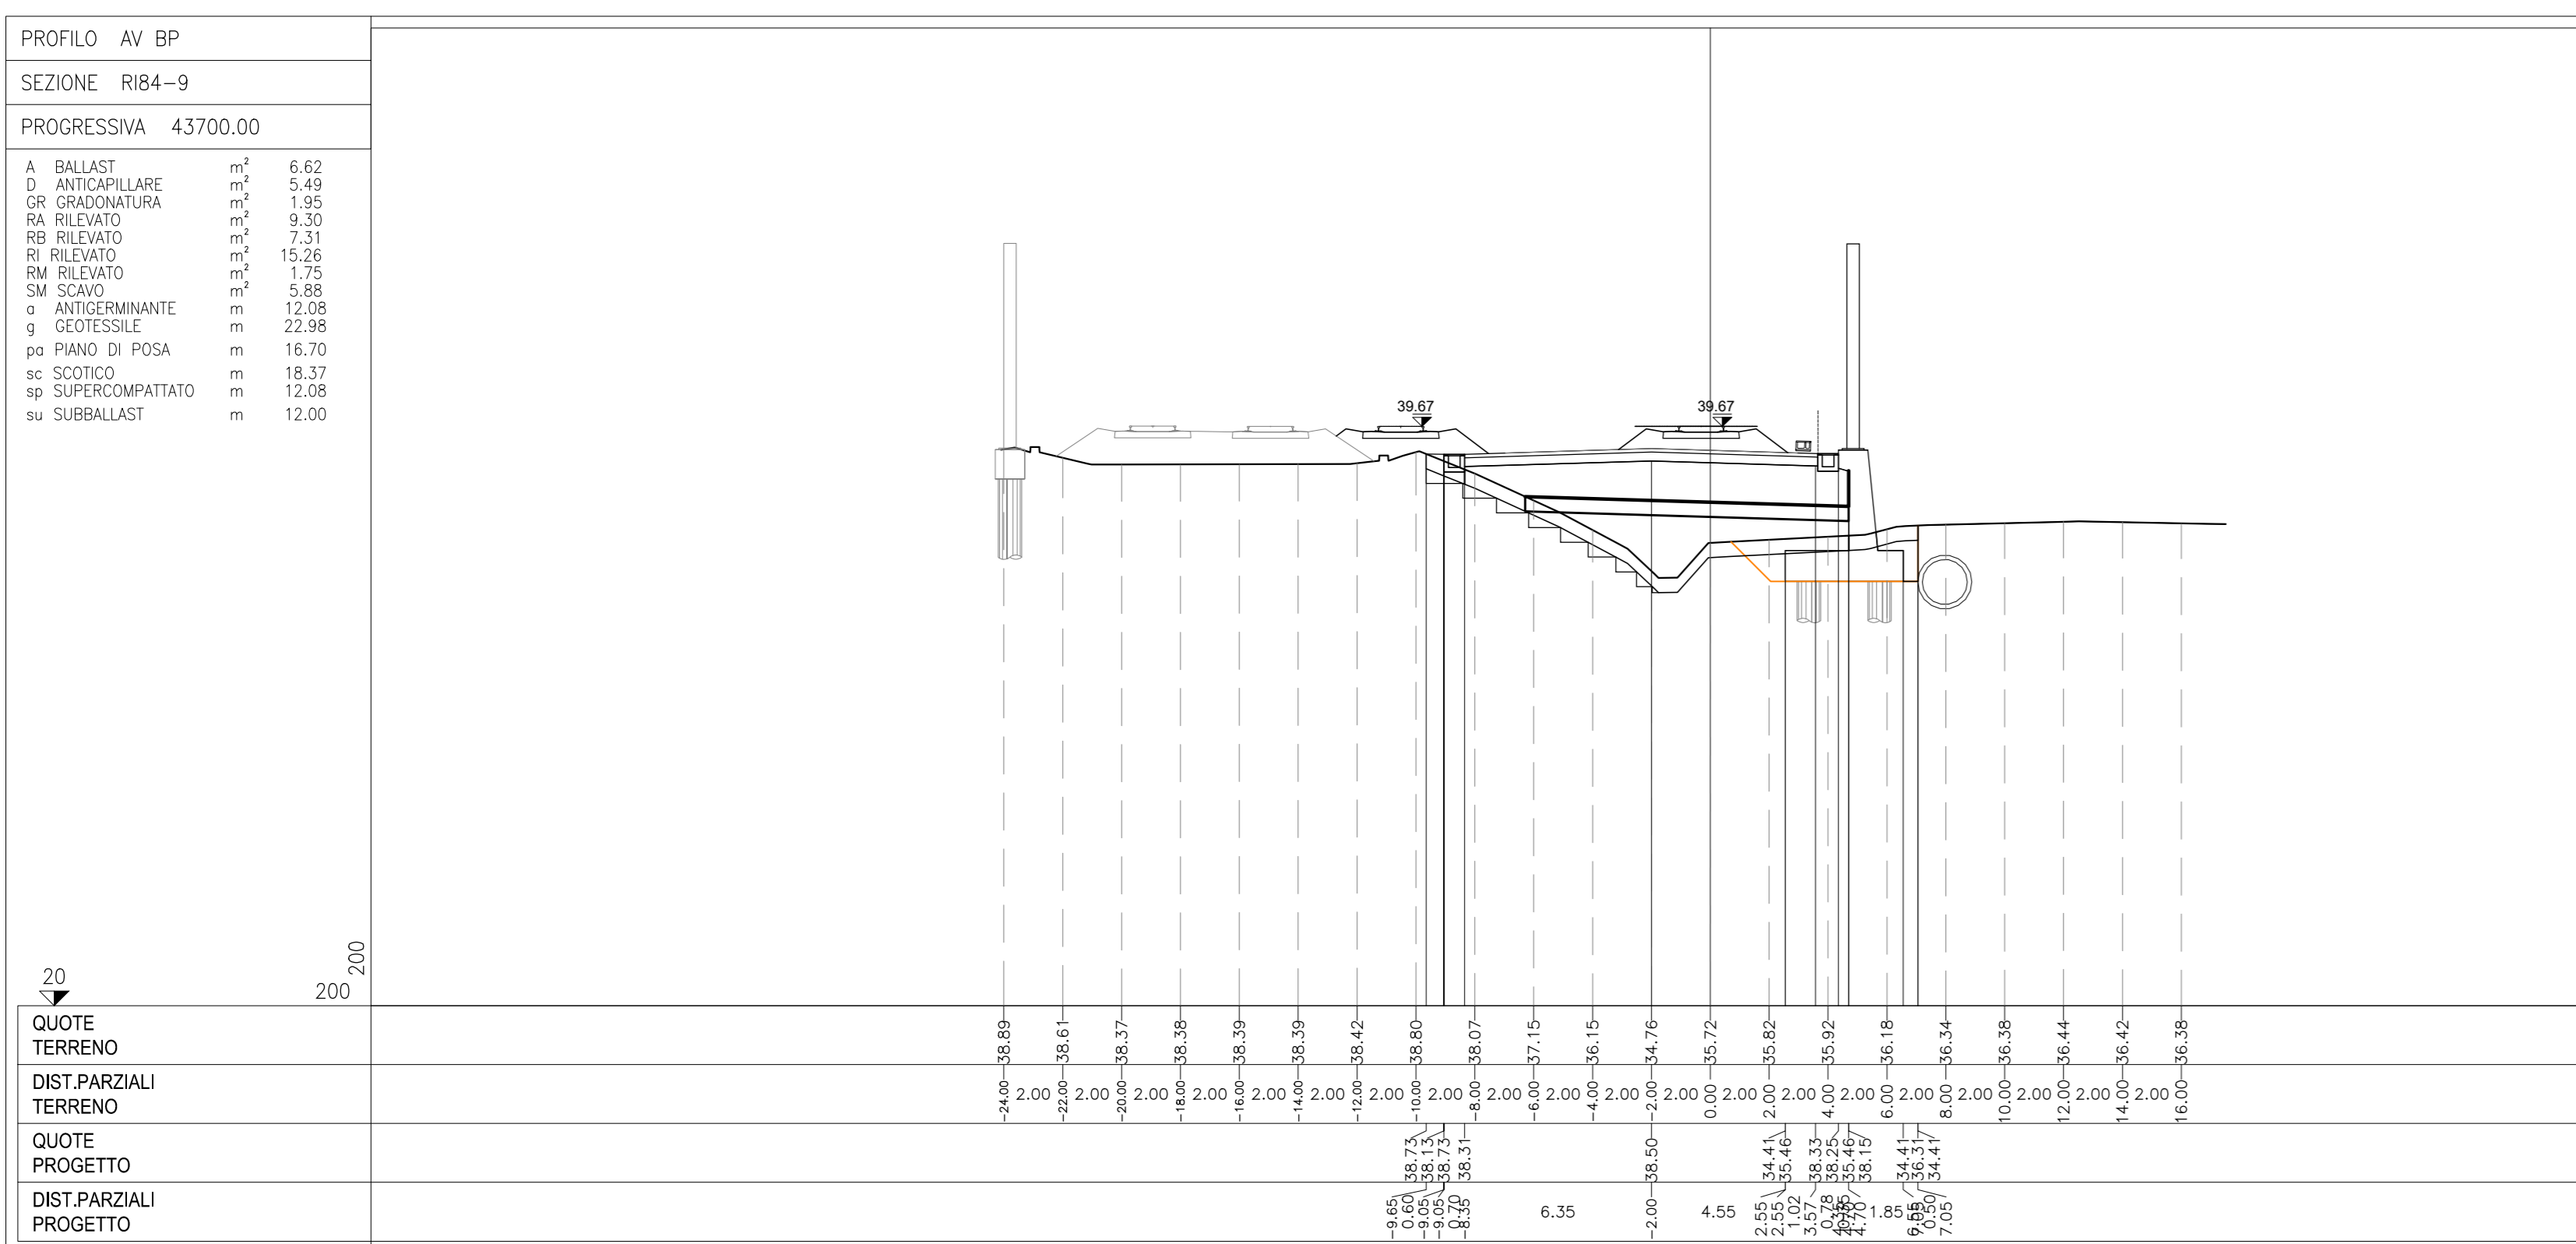 PROFILO AV BP
SEZIONE RI84-9
PROGRESSIVA 43700.00
A BALLAST m² 6.62
D ANTICAPILLARE m² 5.49
GR GRADONATURA m² 1.95
RA RILEVATO m² 9.30
RB RILEVATO m² 7.31
RI RILEVATO m² 15.26
RM RILEVATO m² 1.75
SM SCAVO m² 5.88
a ANTIGERMINANTE m 12.08
g GEOTESSILE m 22.98
pa PIANO DI POSA m 16.70
sc SCOTICO m 18.37
sp SUPERCOMPATTATO m 12.08
su SUBBALLAST m 12.00
39.67 39.67
20 200 200
QUOTE TERRENO
38.89 38.61 38.37 38.38 38.39 38.39 38.42 38.80 38.07 37.15 36.15 34.76 35.72 35.82 35.92 36.18 36.34 36.38 36.44 36.42 36.38
DIST.PARZIALI TERRENO
-24.00 2.00 -22.00 2.00 -20.00 2.00 -18.00 2.00 -16.00 2.00 -14.00 2.00 -12.00 2.00 -10.00 2.00 -8.00 2.00 -6.00 2.00 -4.00 2.00 -2.00 2.00 0.00 2.00 2.00 2.00 4.00 2.00 6.00 2.00 8.00 2.00 10.00 2.00 12.00 2.00 14.00 2.00 16.00
QUOTE PROGETTO
38.73 38.13 38.73 38.31 38.50 34.41 35.46 38.33 38.25 35.46 38.15 34.41 36.31 34.41
DIST.PARZIALI PROGETTO
-9.65 0.60 -9.05 -9.05 0.70 -8.35 6.35 -2.00 4.55 2.55 2.55 1.02 3.57 0.78 4.70 1.85 6.55 7.05 0.50 7.05